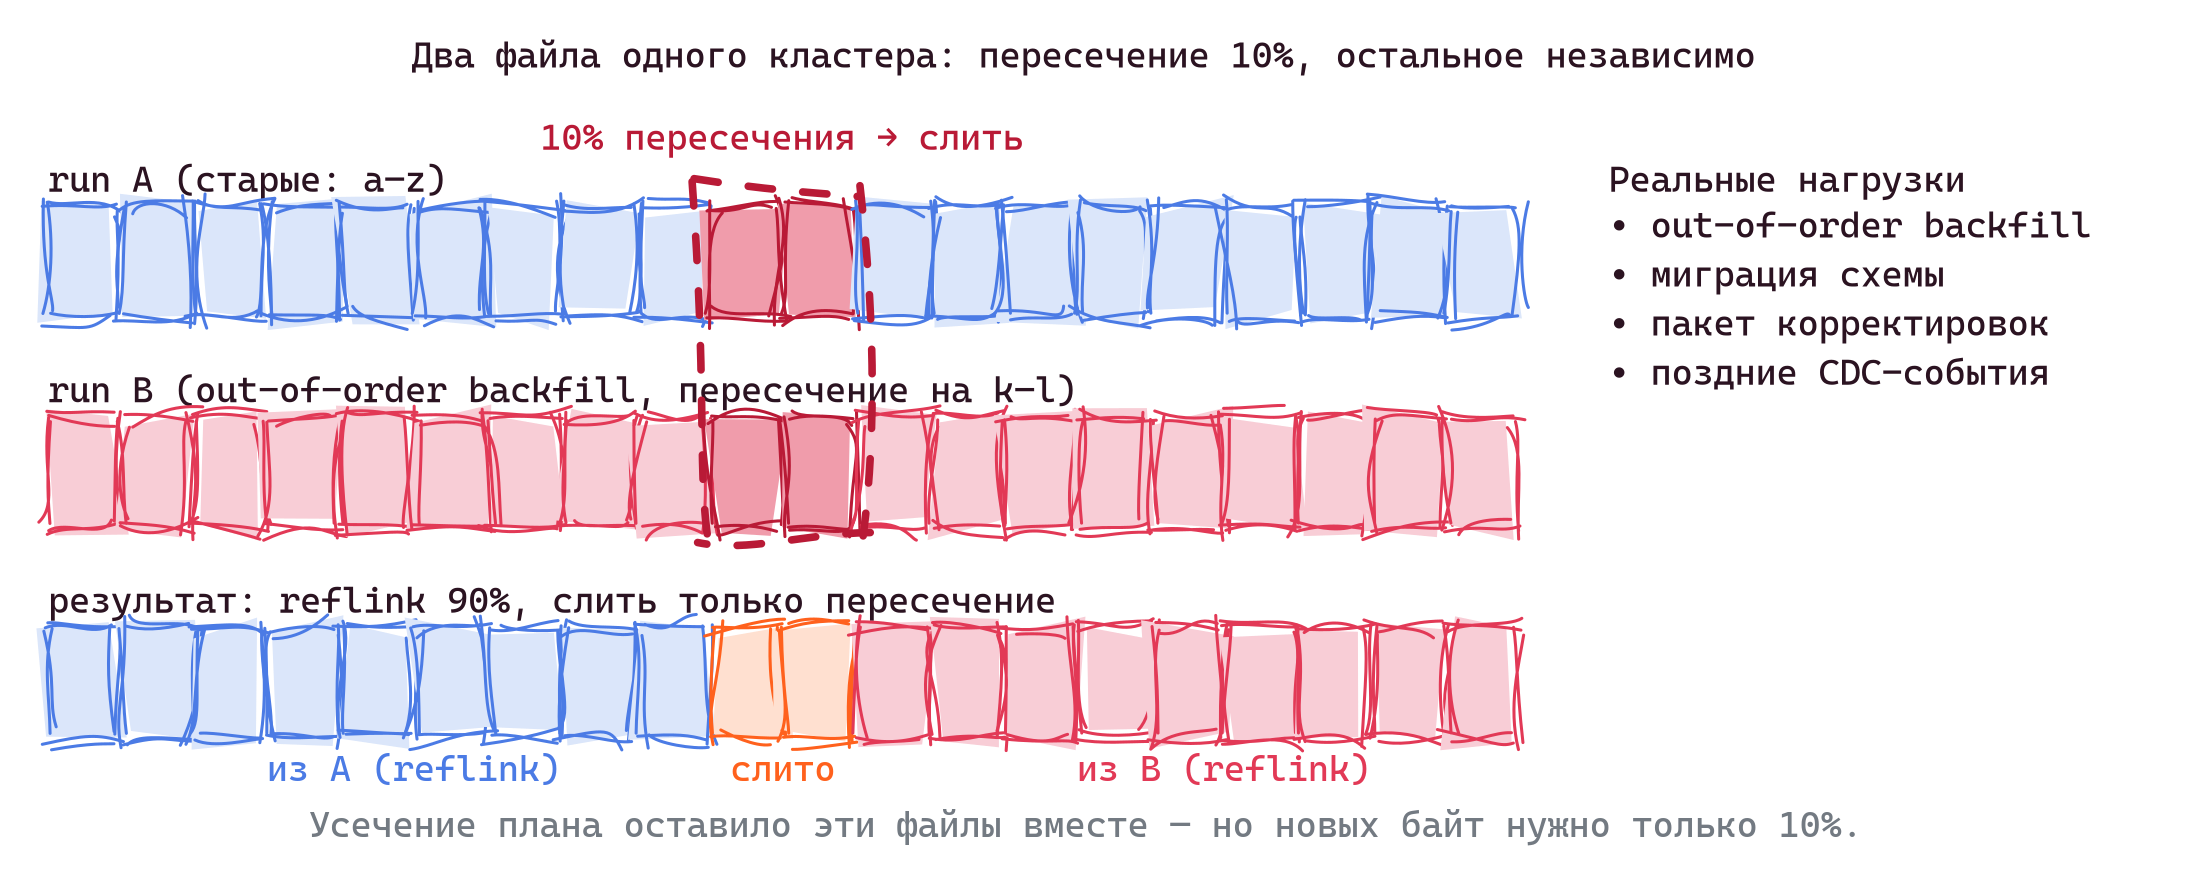 Два файла одного кластера: пересечение 10%, остальное независимо
10% пересечения → слить
run A (старые: a–z)
run B (out–of–order backfill, пересечение на k–l)
результат: reflink 90%, слить только пересечение
из A (reflink)
слито
из B (reflink)
Усечение плана оставило эти файлы вместе — но новых байт нужно только 10%.
Реальные нагрузки
• out–of–order backfill
• миграция схемы
• пакет корректировок
• поздние CDC–события